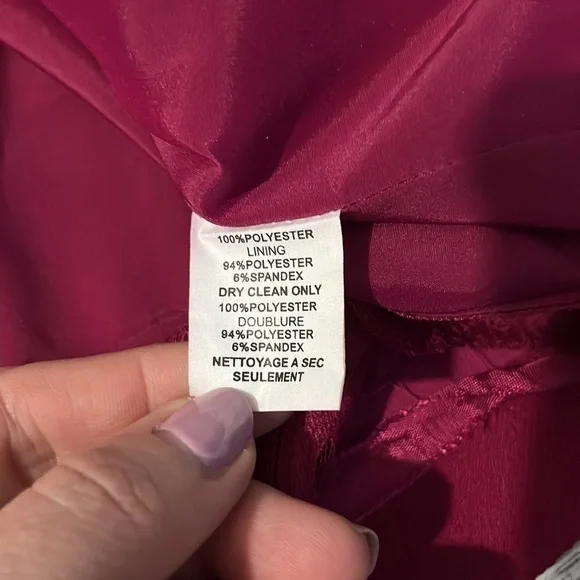 100%POLYESTER
LINING
94%POLYESTER
6%SPANDEX
DRY CLEAN ONLY
100%POLYESTER
DOUBLURE
94%POLYESTER
6%SPANDEX
NETTOYAGE A SEC
SEULEMENT